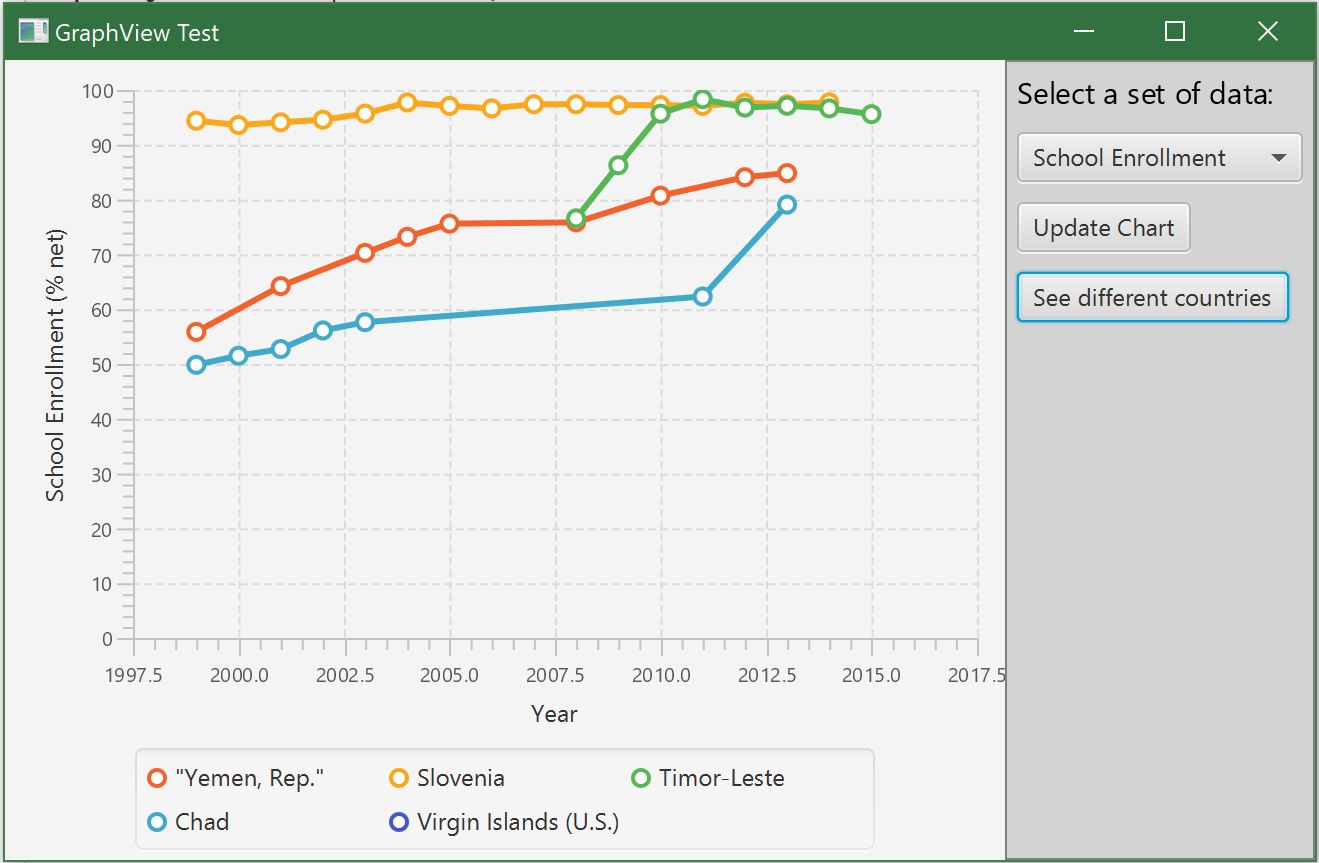 GraphView Test
Select a set of data:
School Enrollment
Update Chart
See different countries
100
90
80
70
60
50
40
30
20
10
0
School Enrollment (% net)
1997.5 2000.0 2002.5 2005.0 2007.5 2010.0 2012.5 2015.0 2017.5
Year
"Yemen, Rep." Slovenia Timor-Leste
Chad Virgin Islands (U.S.)